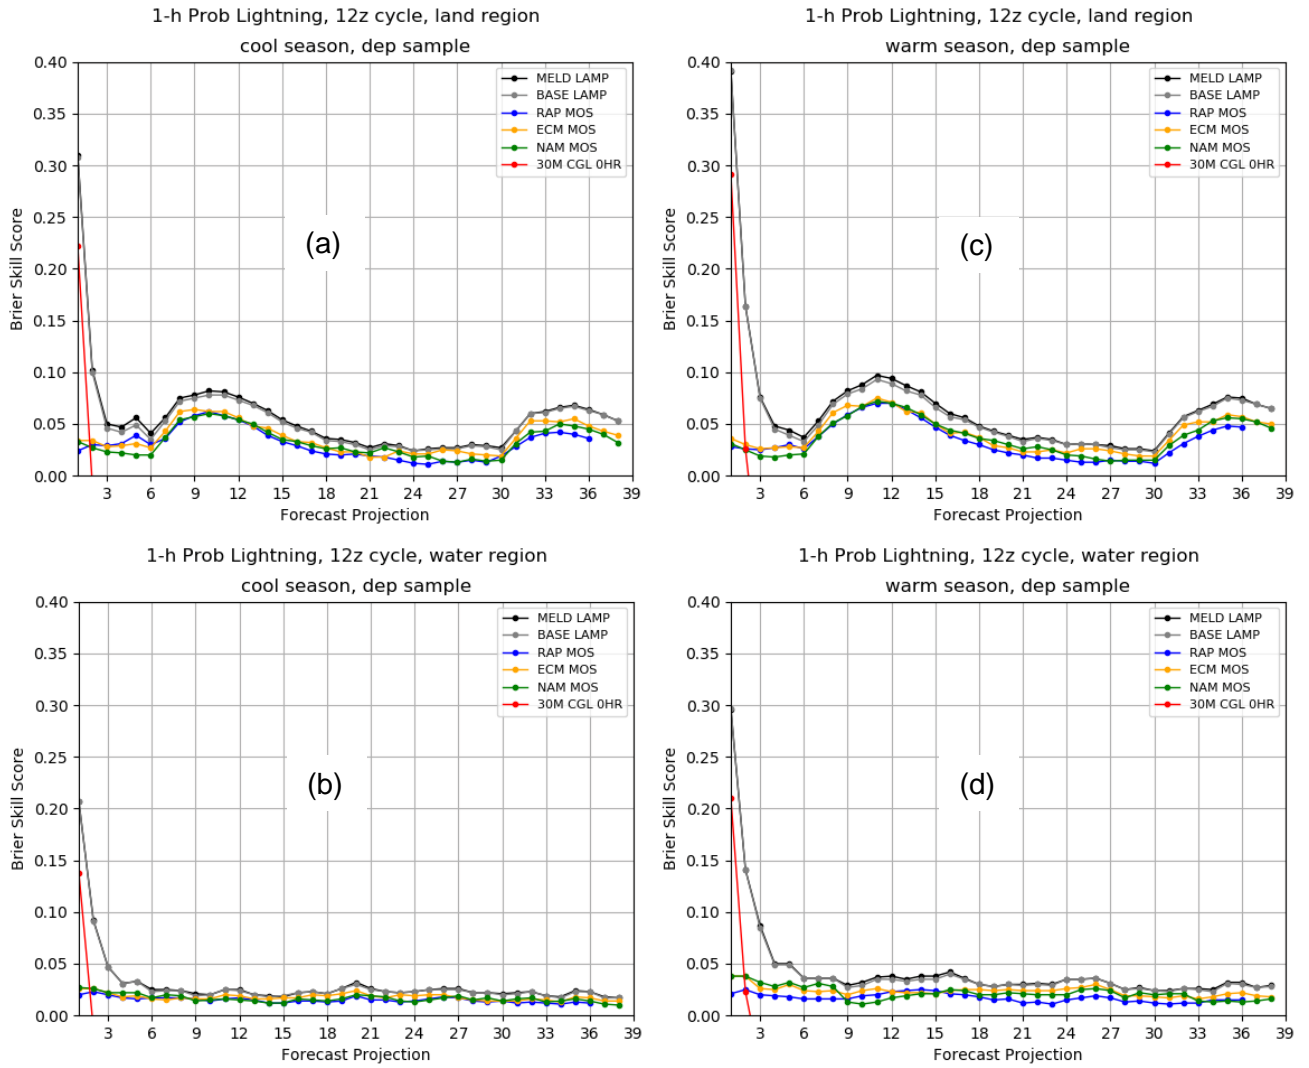 1-h Prob Lightning, 12z cycle, land region
cool season, dep sample
0.40
0.35
0.30
0.25
0.20
0.15
0.10
0.05
0.00
Brier Skill Score
MELD LAMP
BASE LAMP
RAP MOS
ECM MOS
NAM MOS
30M CGL 0HR
(a)
3 6 9 12 15 18 21 24 27 30 33 36 39
Forecast Projection
1-h Prob Lightning, 12z cycle, land region
warm season, dep sample
0.40
0.35
0.30
0.25
0.20
0.15
0.10
0.05
0.00
Brier Skill Score
MELD LAMP
BASE LAMP
RAP MOS
ECM MOS
NAM MOS
30M CGL 0HR
(c)
3 6 9 12 15 18 21 24 27 30 33 36 39
Forecast Projection
1-h Prob Lightning, 12z cycle, water region
cool season, dep sample
0.40
0.35
0.30
0.25
0.20
0.15
0.10
0.05
0.00
Brier Skill Score
MELD LAMP
BASE LAMP
RAP MOS
ECM MOS
NAM MOS
30M CGL 0HR
(b)
3 6 9 12 15 18 21 24 27 30 33 36 39
Forecast Projection
1-h Prob Lightning, 12z cycle, water region
warm season, dep sample
0.40
0.35
0.30
0.25
0.20
0.15
0.10
0.05
0.00
Brier Skill Score
MELD LAMP
BASE LAMP
RAP MOS
ECM MOS
NAM MOS
30M CGL 0HR
(d)
3 6 9 12 15 18 21 24 27 30 33 36 39
Forecast Projection